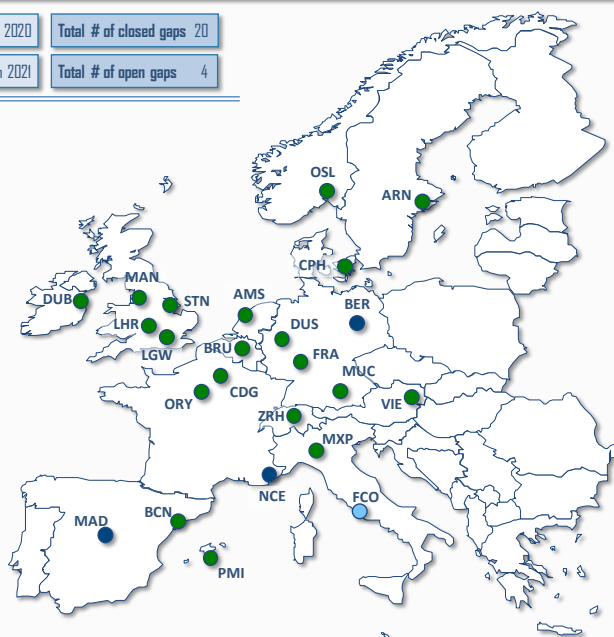 2020
Total # of closed gaps 20
2021
Total # of open gaps 4
OSL
ARN
CPH
MAN
DUB
STN
AMS
BER
LHR
DUS
LGW
BRU
FRA
MUC
CDG
ORY
VIE
ZRH
MXP
NCE
FCO
BCN
MAD
PMI